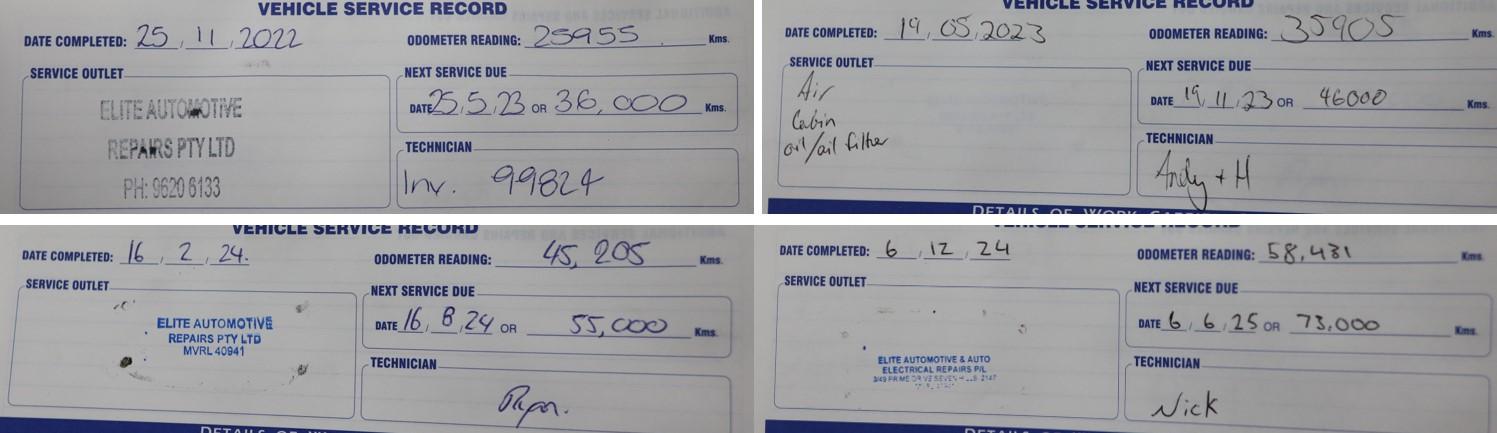 VEHICLE SERVICE RECORD
DATE COMPLETED: 25, 11, 2022 ODOMETER READING: 25955 Kms.
SERVICE OUTLET
ELITE AUTOMOTIVE
REPAIRS PTY LTD
PH: 9620 6133
NEXT SERVICE DUE
DATE 25.5.23 OR 36,000 Kms.
TECHNICIAN
Inv. 99824
VEHICLE SERVICE RECORD
DATE COMPLETED: 19, 05, 2023 ODOMETER READING: 35905 Kms.
SERVICE OUTLET
Air
Cabin
oil/oil filter
NEXT SERVICE DUE
DATE 19, 11, 23 OR 46000 Kms.
TECHNICIAN
Andy + H
DETAILS OF WORK
VEHICLE SERVICE RECORD
DATE COMPLETED: 16, 2, 24. ODOMETER READING: 45,205 Kms.
SERVICE OUTLET
ELITE AUTOMOTIVE
REPAIRS PTY LTD
MVRL 40941
NEXT SERVICE DUE
DATE 16, 8, 24 OR 55,000 Kms.
TECHNICIAN
DETAILS OF
DATE COMPLETED: 6, 12, 24 ODOMETER READING: 58,431 Kms.
SERVICE OUTLET
ELITE AUTOMOTIVE & AUTO
ELECTRICAL REPAIRS P/L
NEXT SERVICE DUE
DATE 6, 6, 25 OR 73,000 Kms.
TECHNICIAN
Nick